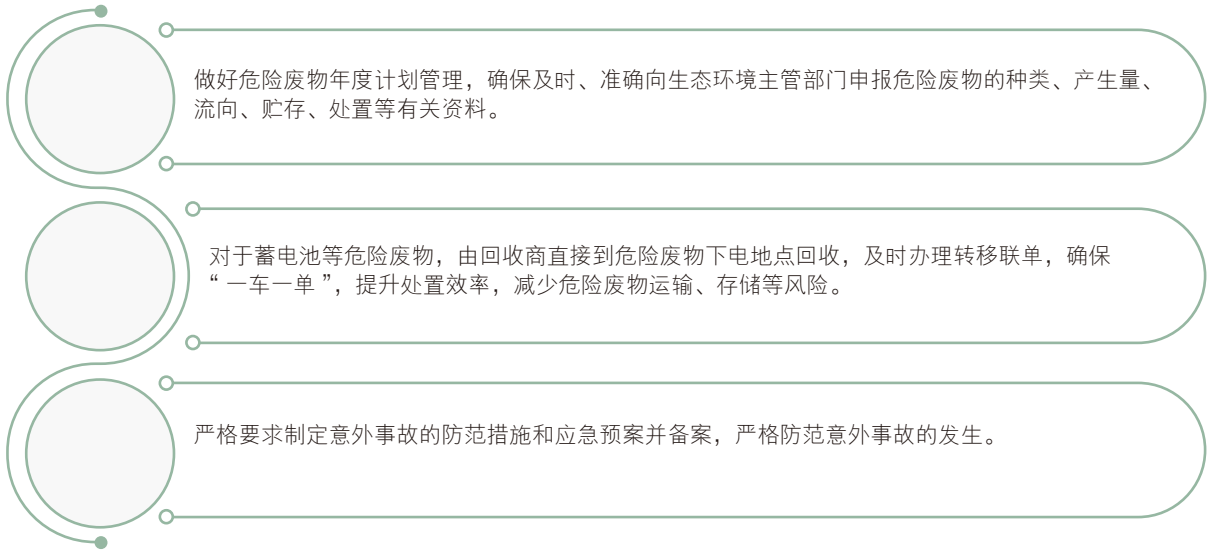 做好危险废物年度计划管理，确保及时、准确向生态环境主管部门申报危险废物的种类、产生量、
流向、贮存、处置等有关资料。
对于蓄电池等危险废物，由回收商直接到危险废物下电地点回收，及时办理转移联单，确保
“一车一单”，提升处置效率，减少危险废物运输、存储等风险。
严格要求制定意外事故的防范措施和应急预案并备案，严格防范意外事故的发生。